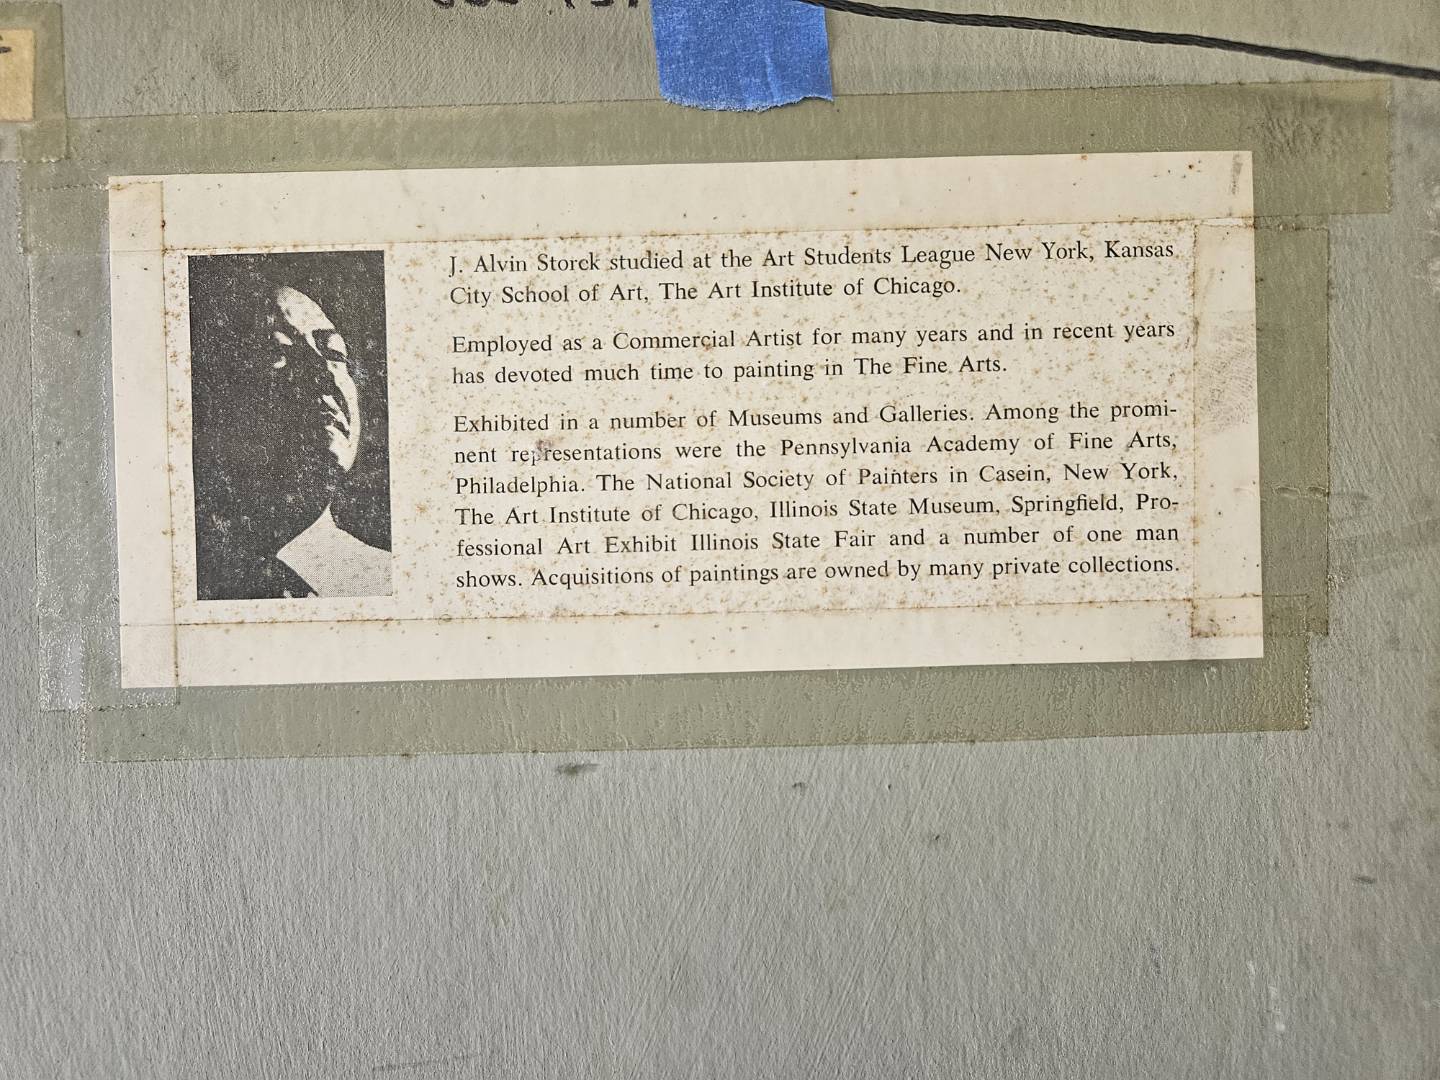 J. Alvin Storck studied at the Art Students League New York, Kansas
City School of Art, The Art Institute of Chicago.
Employed as a Commercial Artist for many years and in recent years
has devoted much time to painting in The Fine Arts.
Exhibited in a number of Museums and Galleries. Among the promi-
nent representations were the Pennsylvania Academy of Fine Arts,
Philadelphia. The National Society of Painters in Casein, New York,
The Art Institute of Chicago, Illinois State Museum, Springfield, Pro-
fessional Art Exhibit Illinois State Fair and a number of one man
shows. Acquisitions of paintings are owned by many private collections.